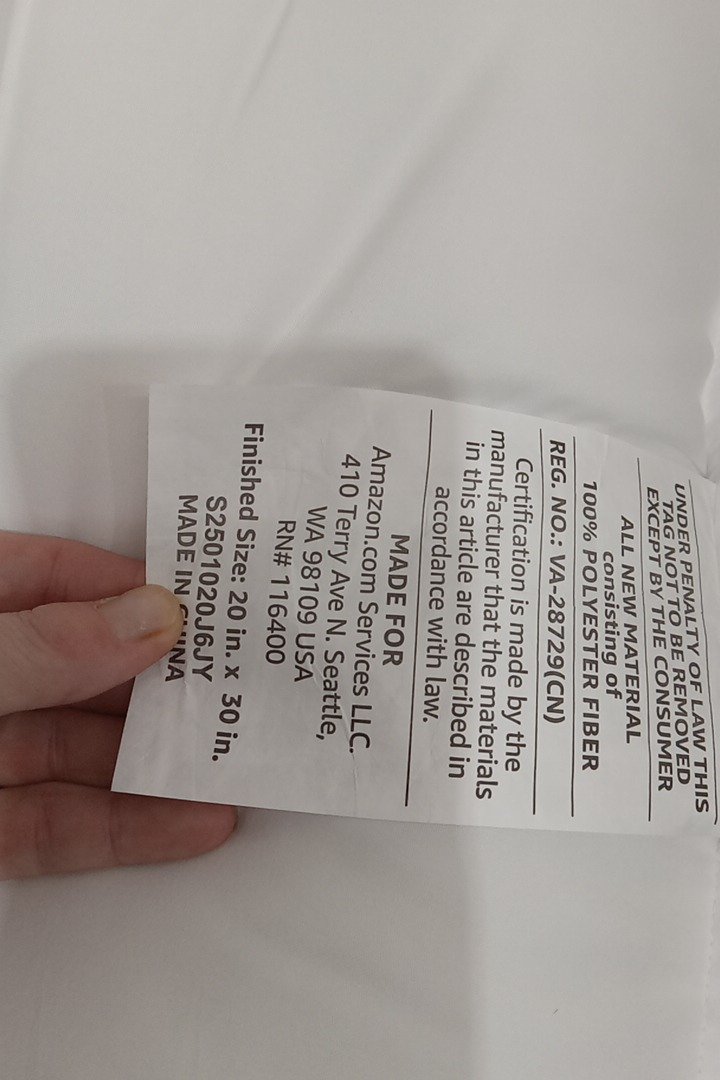 UNDER PENALTY OF LAW THIS
TAG NOT TO BE REMOVED
EXCEPT BY THE CONSUMER
ALL NEW MATERIAL
consisting of
100% POLYESTER FIBER
REG. NO.: VA-28729(CN)
Certification is made by the
manufacturer that the materials
in this article are described in
accordance with law.
MADE FOR
Amazon.com Services LLC.
410 Terry Ave N. Seattle,
WA 98109 USA
RN# 116400
Finished Size: 20 in. x 30 in.
S2501020J6JY
MADE IN CHINA